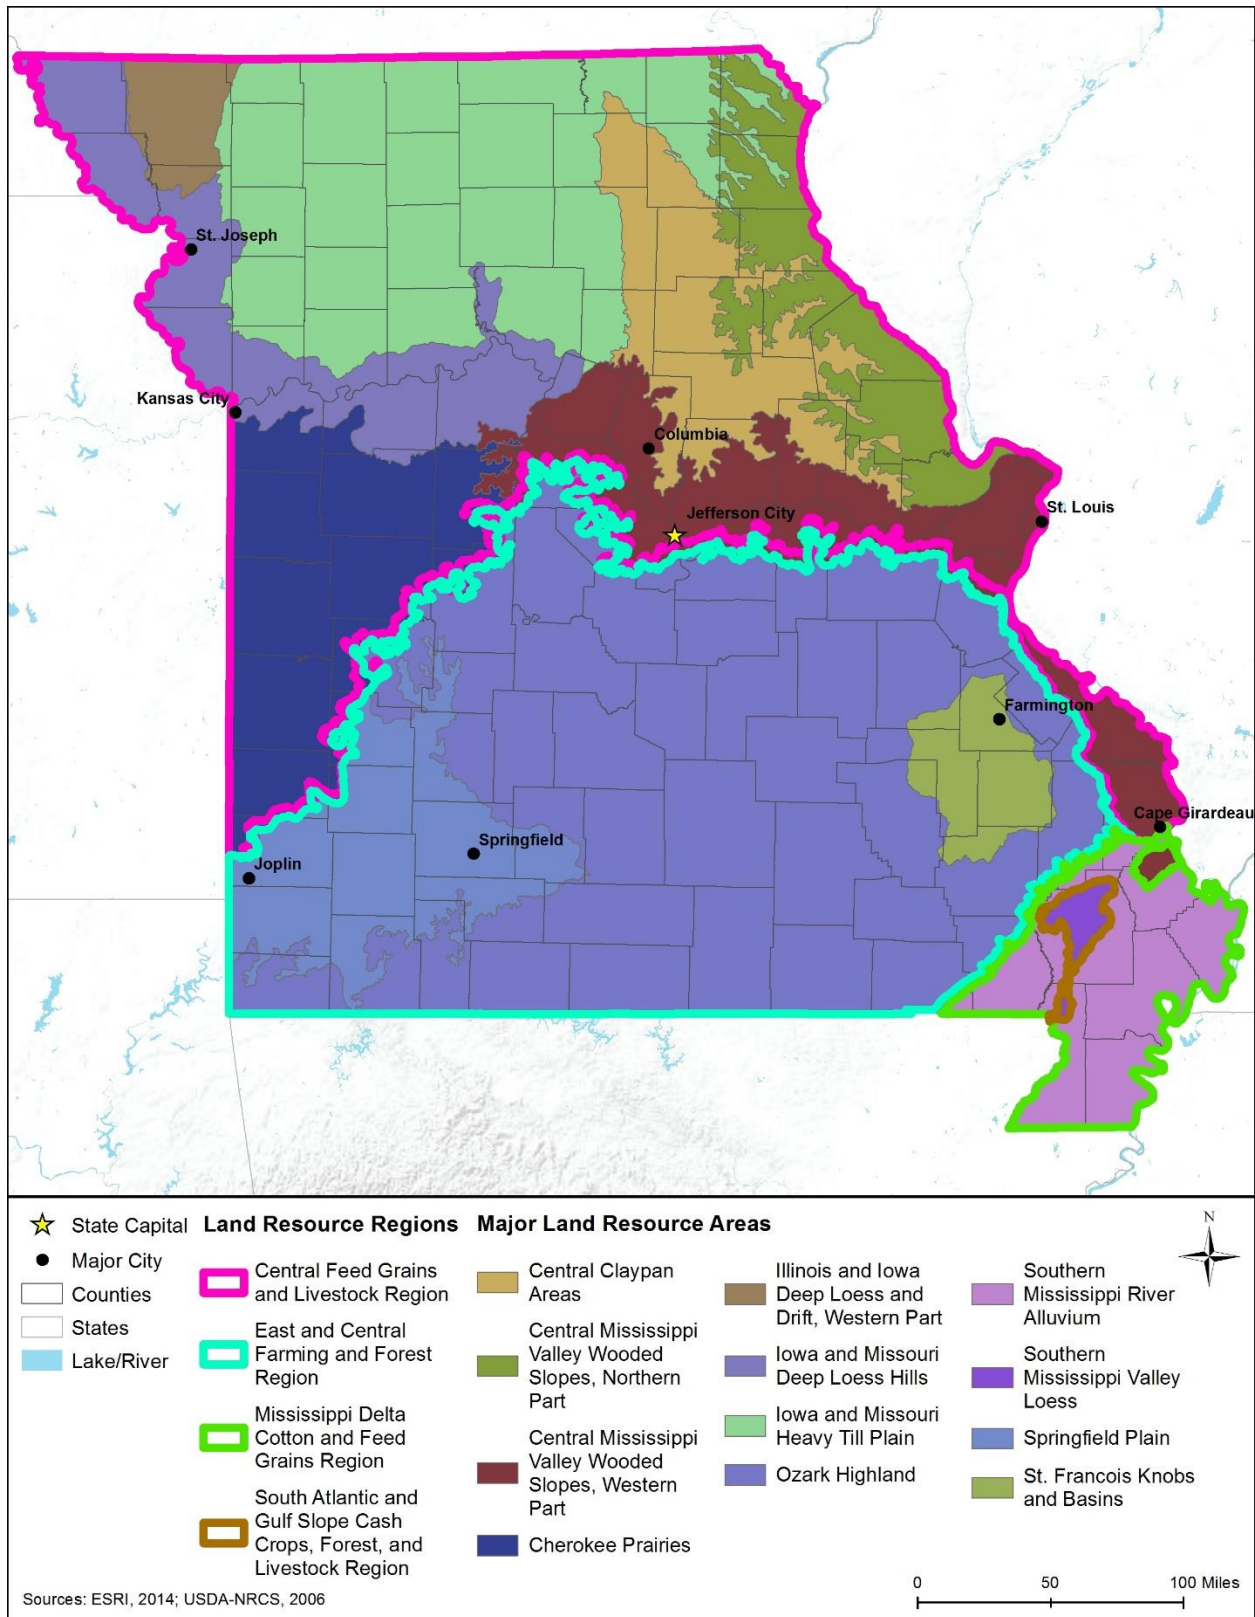 St. Joseph
Kansas City
Columbia
Jefferson City
St. Louis
Farmington
Cape Girardeau
Springfield
Joplin
State Capital
Major City
Counties
States
Lake/River
Land Resource Regions
Central Feed Grains
and Livestock Region
East and Central
Farming and Forest
Region
Mississippi Delta
Cotton and Feed
Grains Region
South Atlantic and
Gulf Slope Cash
Crops, Forest, and
Livestock Region
Major Land Resource Areas
Central Claypan
Areas
Central Mississippi
Valley Wooded
Slopes, Northern
Part
Central Mississippi
Valley Wooded
Slopes, Western
Part
Cherokee Prairies
Illinois and Iowa
Deep Loess and
Drift, Western Part
Iowa and Missouri
Deep Loess Hills
Iowa and Missouri
Heavy Till Plain
Ozark Highland
Southern
Mississippi River
Alluvium
Southern
Mississippi Valley
Loess
Springfield Plain
St. Francois Knobs
and Basins
N
0 50 100 Miles
Sources: ESRI, 2014; USDA-NRCS, 2006